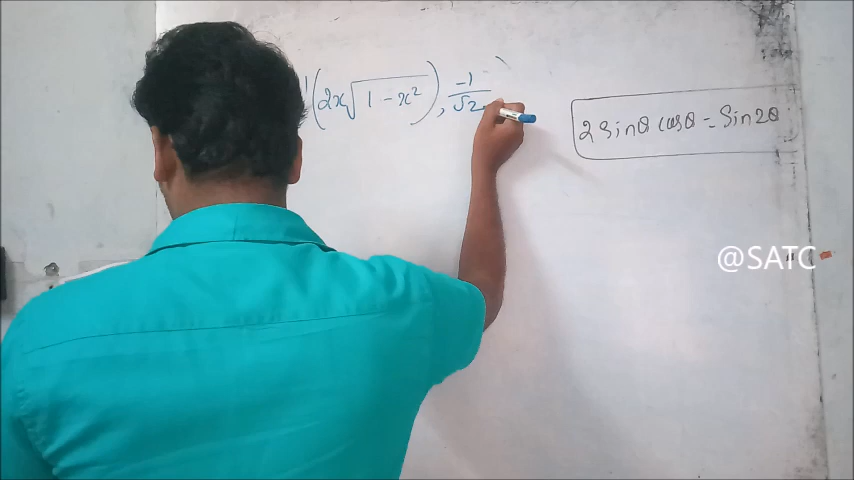 (2x√(1-x²)), -1/√2
2 Sinθ Cosθ = Sin2θ
@SATC